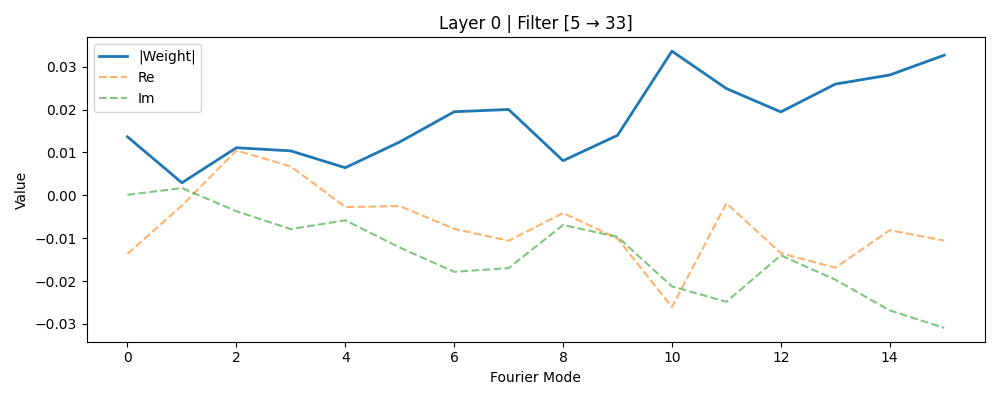 Layer 0 | Filter [5 → 33]
|Weight|
Re
Im
0.03
0.02
0.01
0.00
−0.01
−0.02
−0.03
Value
0 2 4 6 8 10 12 14
Fourier Mode